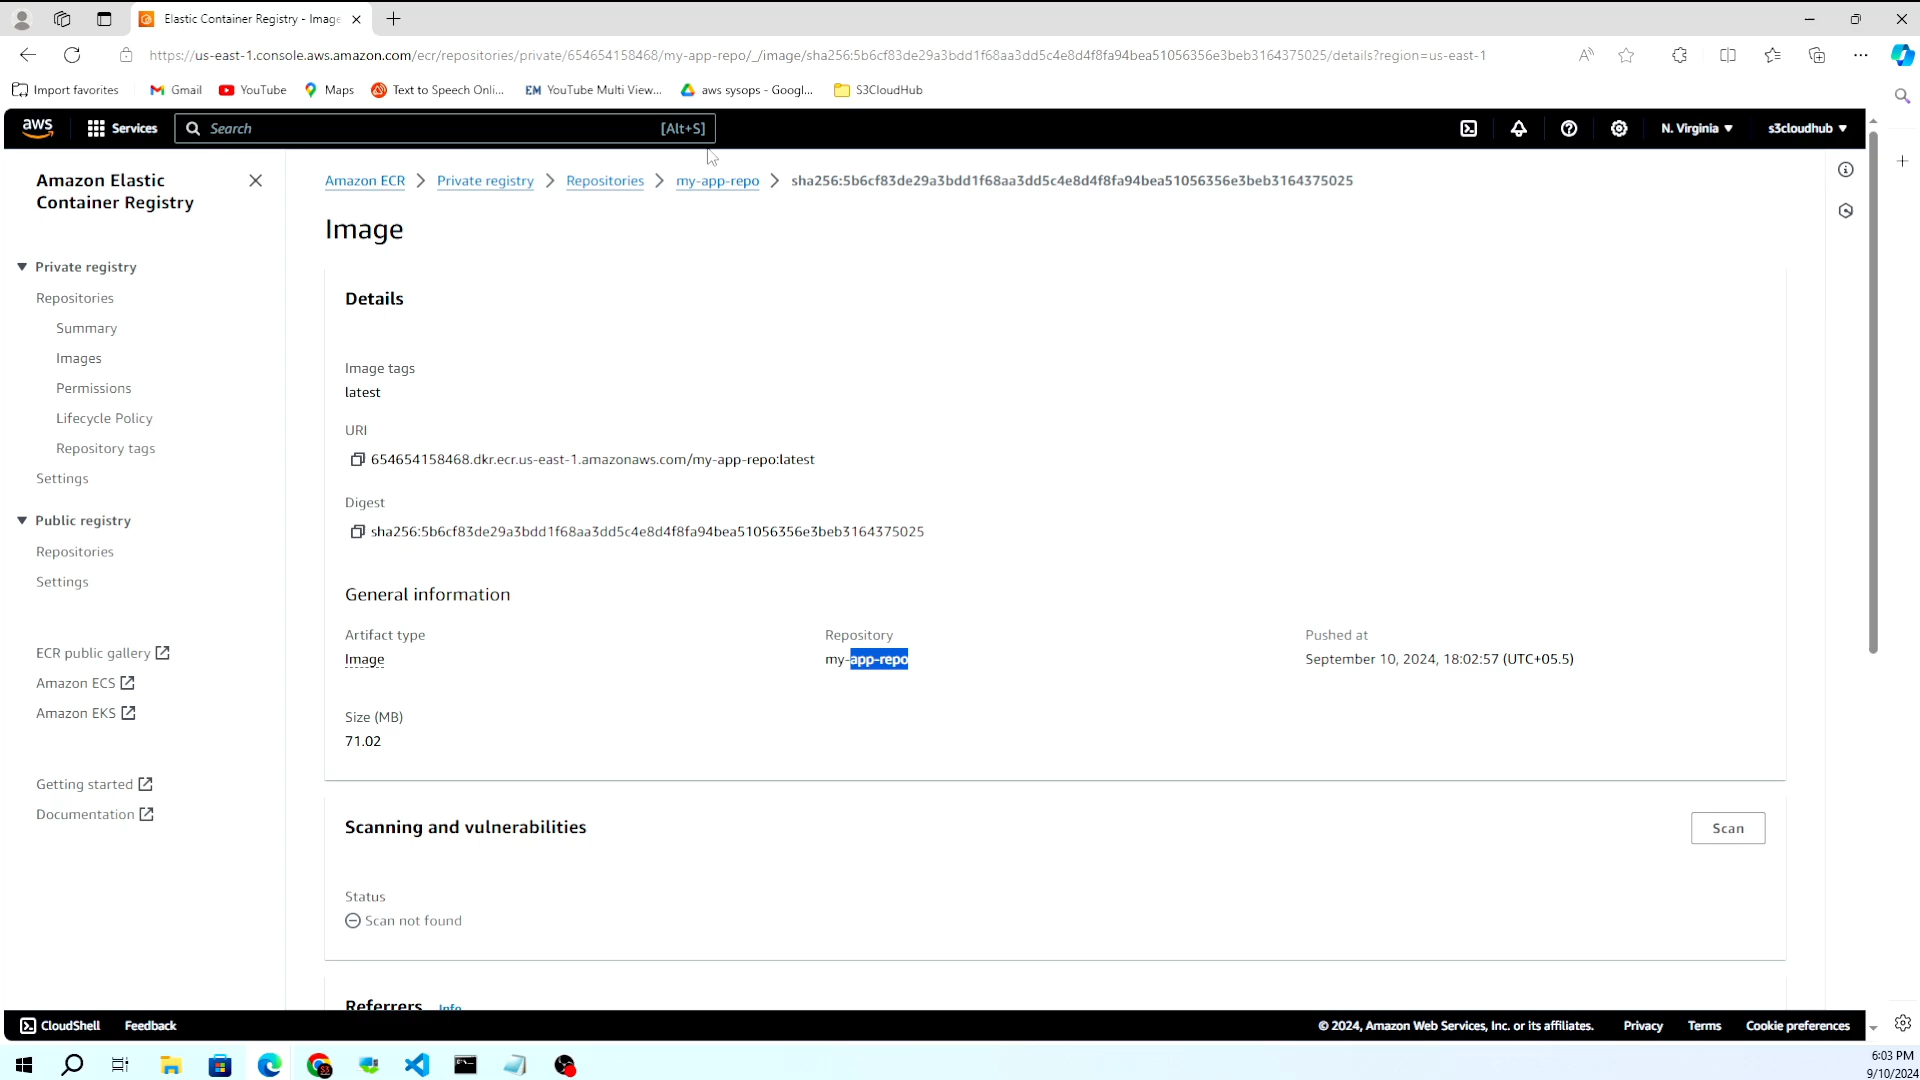 Elastic Container Registry - Image
https://us-east-1.console.aws.amazon.com/ecr/repositories/private/654654158468/my-app-repo/_/image/sha256:5b6cf83de29a3bdd1f68aa3dd5c4e8d4f8fa94bea51056356e3beb3164375025/details?region=us-east-1
Import favorites
Gmail
YouTube
Maps
Text to Speech Onli...
EM YouTube Multi View...
aws sysops - Googl...
S3CloudHub
aws
Services
Search
[Alt+S]
N. Virginia
s3cloudhub
Amazon Elastic
Container Registry
Private registry
Repositories
Summary
Images
Permissions
Lifecycle Policy
Repository tags
Settings
Public registry
Repositories
Settings
ECR public gallery
Amazon ECS
Amazon EKS
Getting started
Documentation
Amazon ECR > Private registry > Repositories > my-app-repo > sha256:5b6cf83de29a3bdd1f68aa3dd5c4e8d4f8fa94bea51056356e3beb3164375025
Image
Details
Image tags
latest
URI
654654158468.dkr.ecr.us-east-1.amazonaws.com/my-app-repo:latest
Digest
sha256:5b6cf83de29a3bdd1f68aa3dd5c4e8d4f8fa94bea51056356e3beb3164375025
General information
Artifact type
Image
Repository
my-app-repo
Pushed at
September 10, 2024, 18:02:57 (UTC+05.5)
Size (MB)
71.02
Scanning and vulnerabilities
Scan
Status
Scan not found
Referrers Info
CloudShell
Feedback
© 2024, Amazon Web Services, Inc. or its affiliates.
Privacy
Terms
Cookie preferences
6:03 PM
9/10/2024